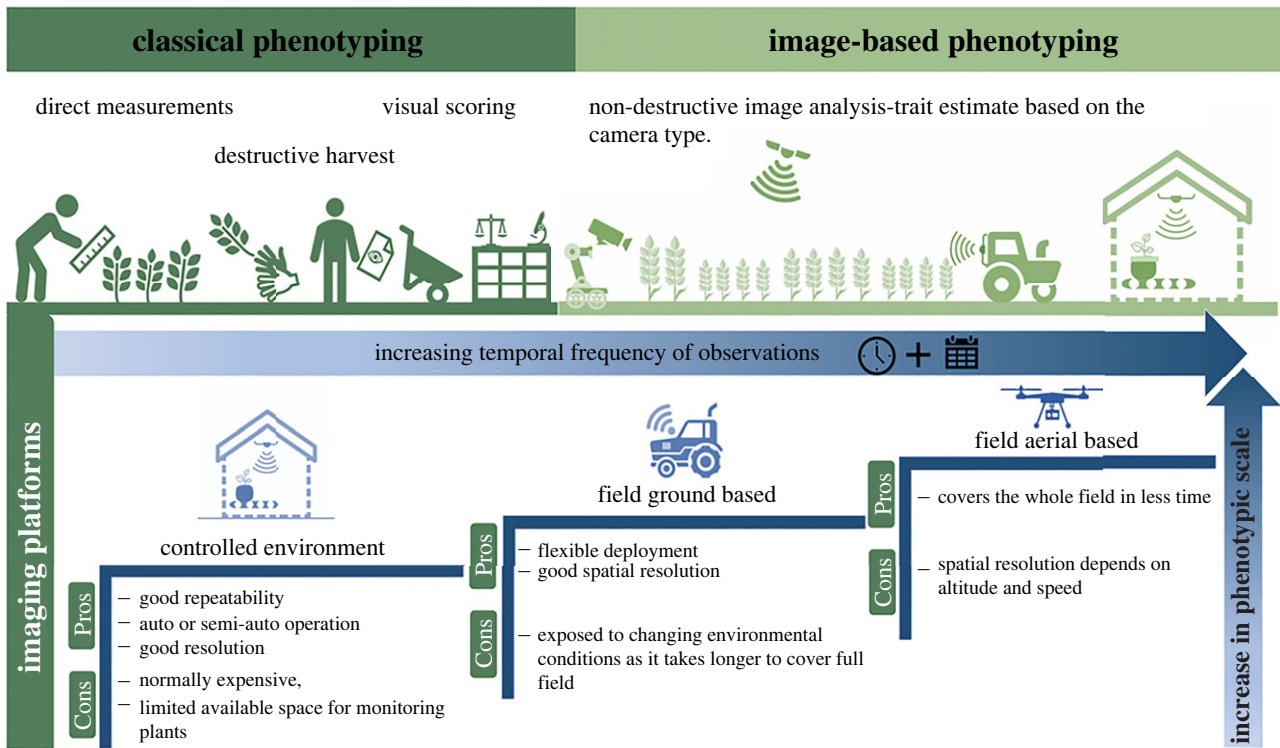 classical phenotyping
image-based phenotyping
direct measurements
visual scoring
destructive harvest
non-destructive image analysis-trait estimate based on the
camera type.
increasing temporal frequency of observations
imaging platforms
controlled environment
Pros
– good repeatability
– auto or semi-auto operation
– good resolution
Cons
– normally expensive,
– limited available space for monitoring
plants
field ground based
Pros
– flexible deployment
– good spatial resolution
Cons
– exposed to changing environmental
conditions as it takes longer to cover full
field
field aerial based
Pros
– covers the whole field in less time
Cons
– spatial resolution depends on
altitude and speed
increase in phenotypic scale